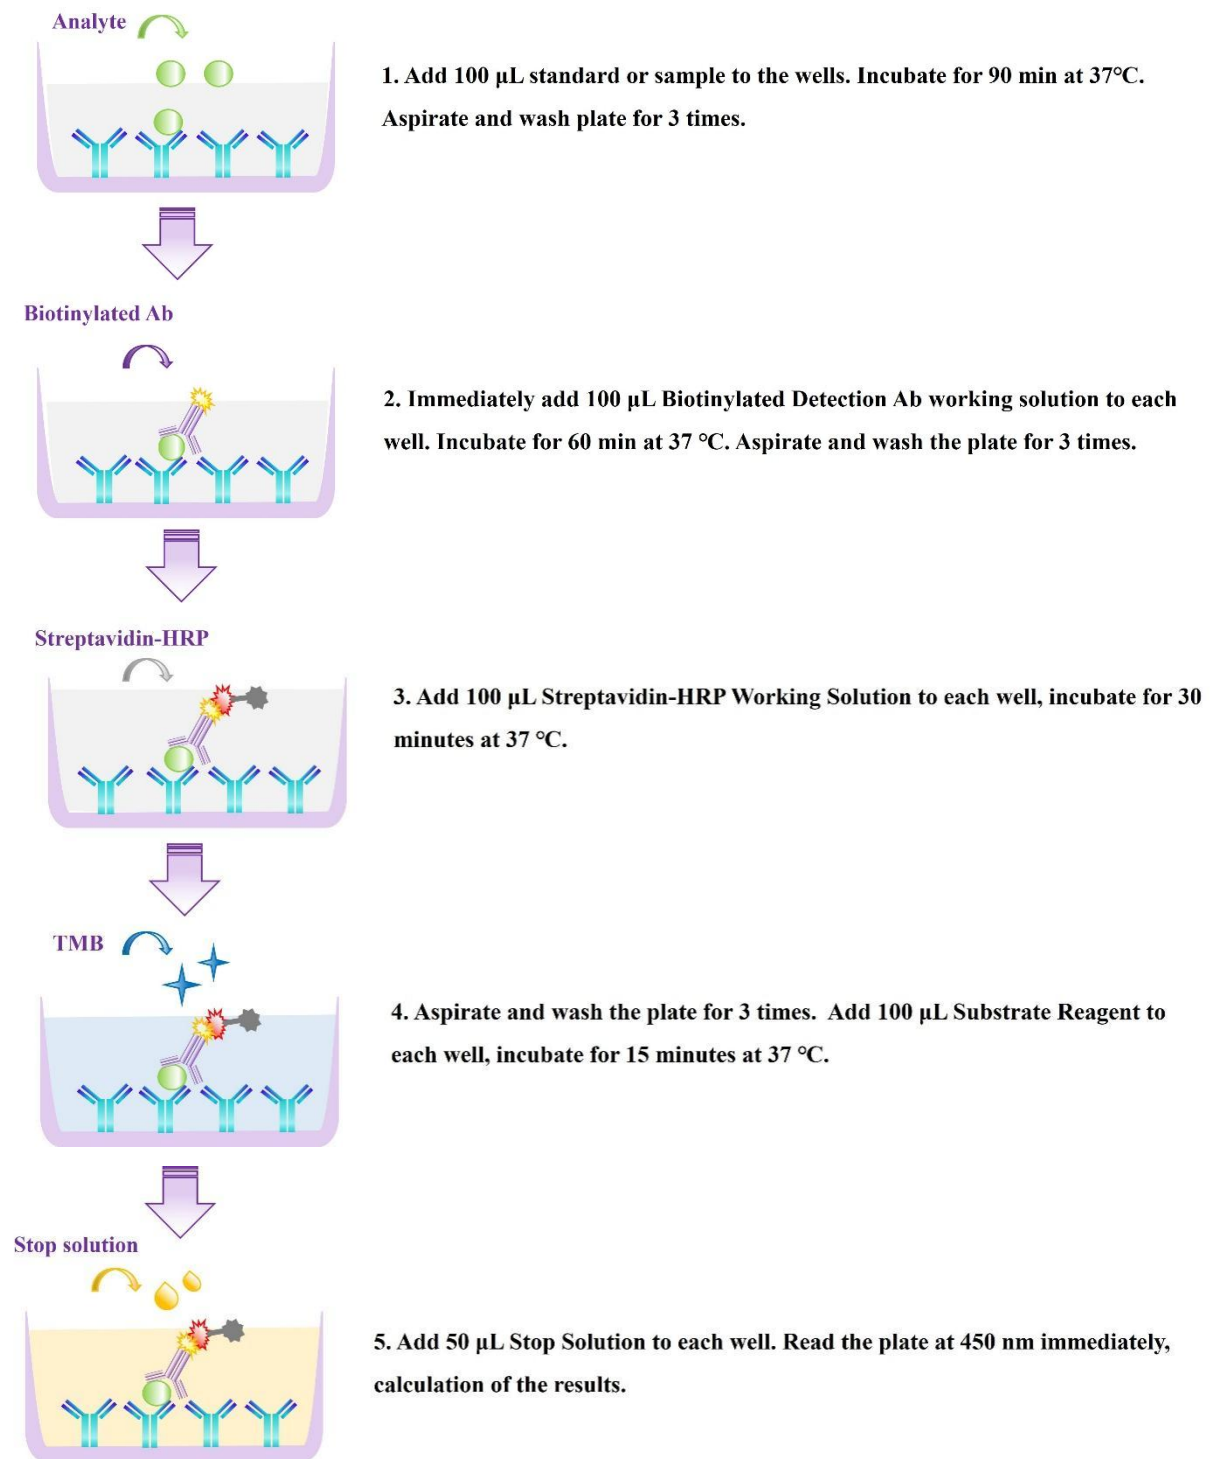 Analyte
1. Add 100 μL standard or sample to the wells. Incubate for 90 min at 37℃.
Aspirate and wash plate for 3 times.
Biotinylated Ab
2. Immediately add 100 μL Biotinylated Detection Ab working solution to each
well. Incubate for 60 min at 37 ℃. Aspirate and wash the plate for 3 times.
Streptavidin-HRP
3. Add 100 μL Streptavidin-HRP Working Solution to each well, incubate for 30
minutes at 37 ℃.
TMB
4. Aspirate and wash the plate for 3 times.  Add 100 μL Substrate Reagent to
each well, incubate for 15 minutes at 37 ℃.
Stop solution
5. Add 50 μL Stop Solution to each well. Read the plate at 450 nm immediately,
calculation of the results.